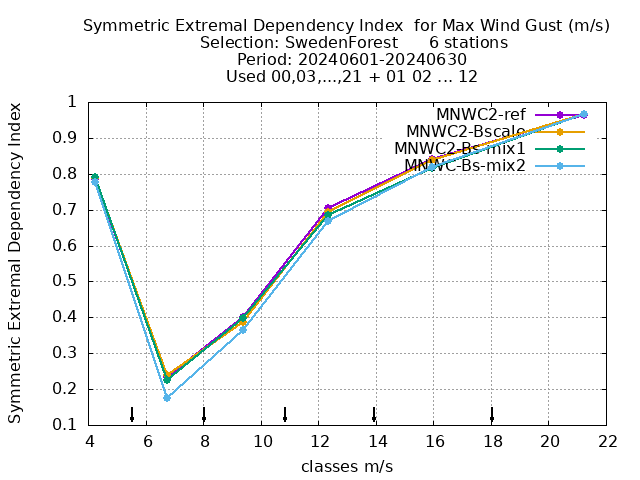 Symmetric Extremal Dependency Index for Max Wind Gust (m/s)
Selection: SwedenForest 6 stations
Period: 20240601-20240630
Used 00,03,...,21 + 01 02 ... 12
Symmetric Extremal Dependency Index
1
0.9
0.8
0.7
0.6
0.5
0.4
0.3
0.2
0.1
MNWC2-ref
MNWC2-Bscale
MNWC2-Bs-mix1
MNWC-Bs-mix2
4 6 8 10 12 14 16 18 20 22
classes m/s